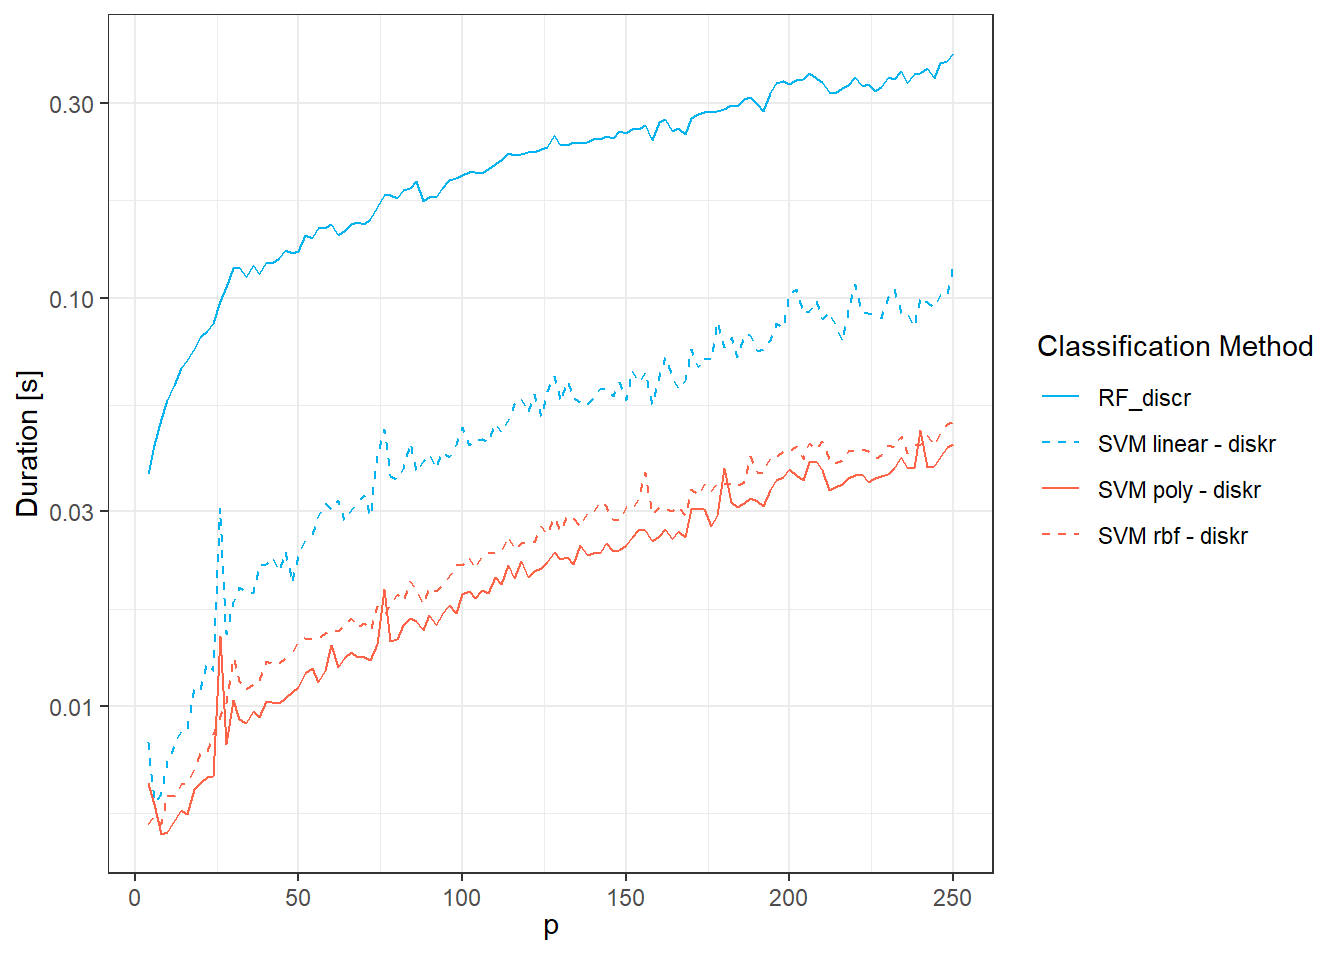 Duration [s]
0.30
0.10
0.03
0.01
0 50 100 150 200 250
p
Classification Method
RF_discr
SVM linear - diskr
SVM poly - diskr
SVM rbf - diskr